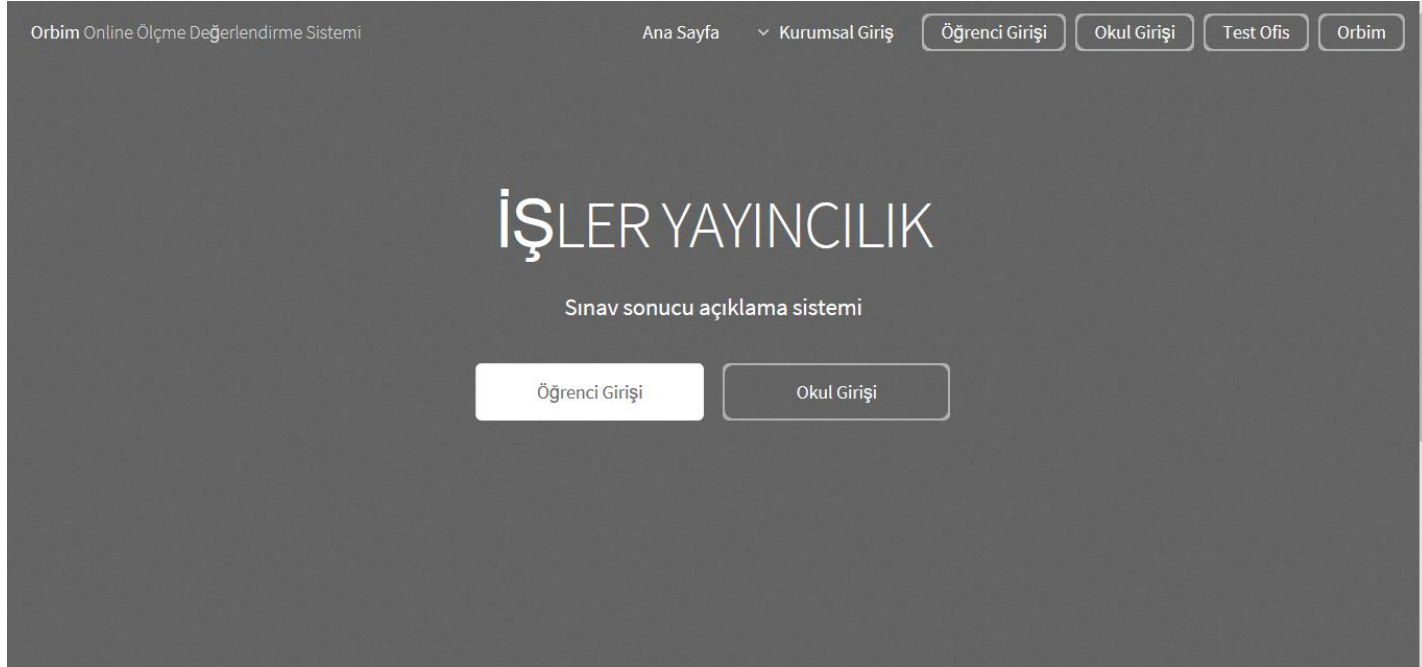 Orbim Online Ölçme Değerlendirme Sistemi
Ana Sayfa Kurumsal Giriş Öğrenci Girişi Okul Girişi Test Ofis Orbim
İŞLER YAYINCILIK
Sınav sonucu açıklama sistemi
Öğrenci Girişi Okul Girişi